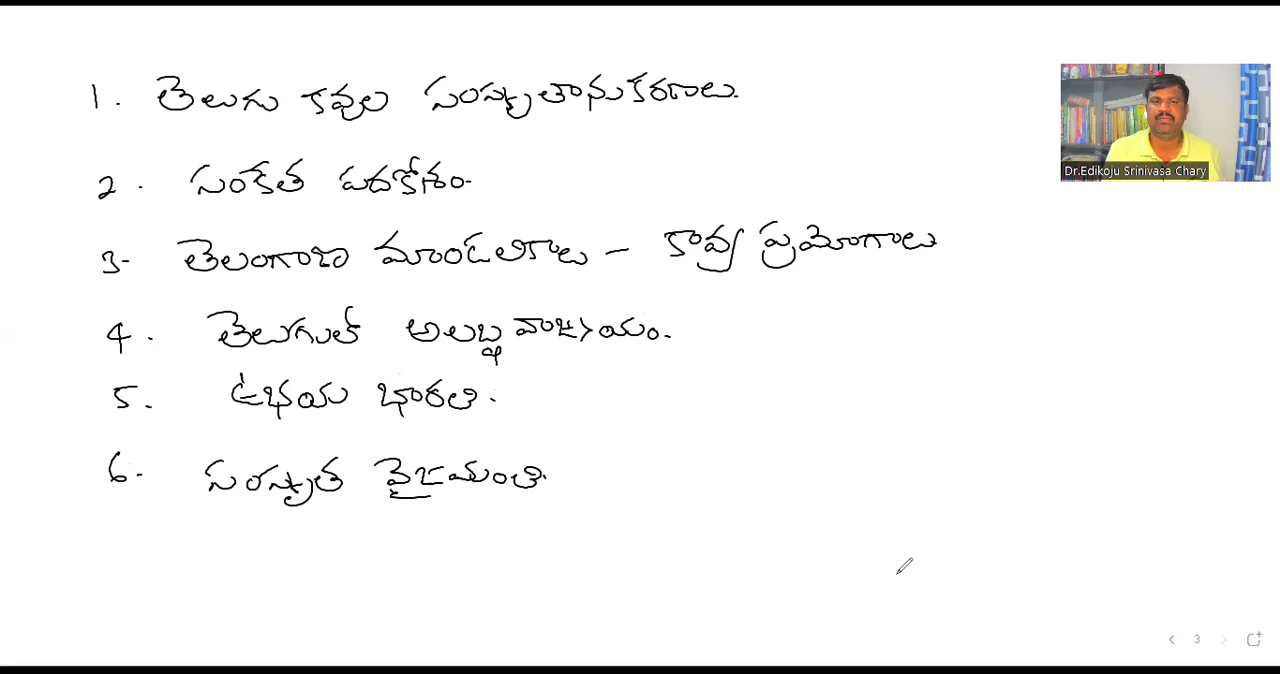 1. తెలుగు కవుల సంస్కృతానుకరణాలు.
Dr.Edikoju Srinivasa Chary
2. సంకేత పదకోశం.
3- తెలంగాణా మాండలికాలు - కావ్య ప్రయోగాలు
4. తెలుగులో అలబ్ధ వాఙ్మయం.
5. ఉభయ భారతి.
6- సంస్కృత వైజయంతి.
3